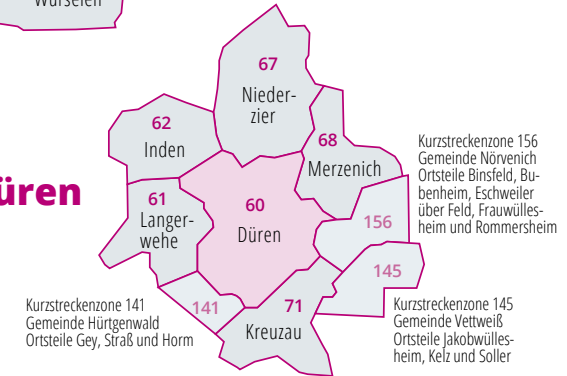 Würselen
67
Nieder-
zier
62
Inden
68
Merzenich
Kurzstreckenzone 156
Gemeinde Nörvenich
Ortsteile Binsfeld, Bu-
benheim, Eschweiler
über Feld, Frauwülles-
heim und Rommersheim
üren
61
Langer-
wehe
60
Düren
156
145
141
71
Kreuzau
Kurzstreckenzone 141
Gemeinde Hürtgenwald
Ortsteile Gey, Straß und Horm
Kurzstreckenzone 145
Gemeinde Vettweiß
Ortsteile Jakobwülles-
heim, Kelz und Soller